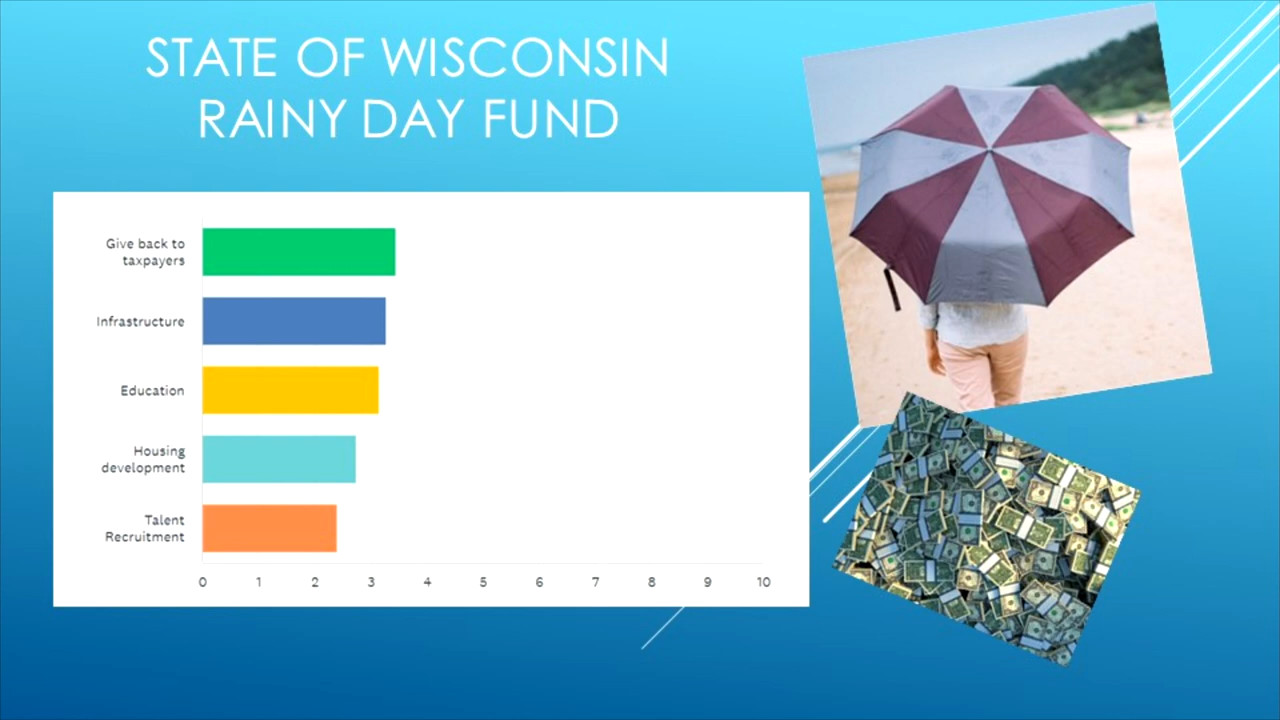 STATE OF WISCONSIN
RAINY DAY FUND
Give back to
taxpayers
Infrastructure
Education
Housing
development
Talent
Recruitment
0 1 2 3 4 5 6 7 8 9 10